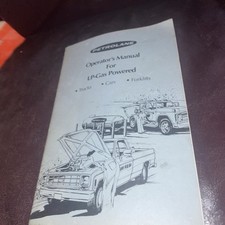 PETROLANE
Operator's Manual
For
LP-Gas Powered
• Trucks • Cars • Forklifts